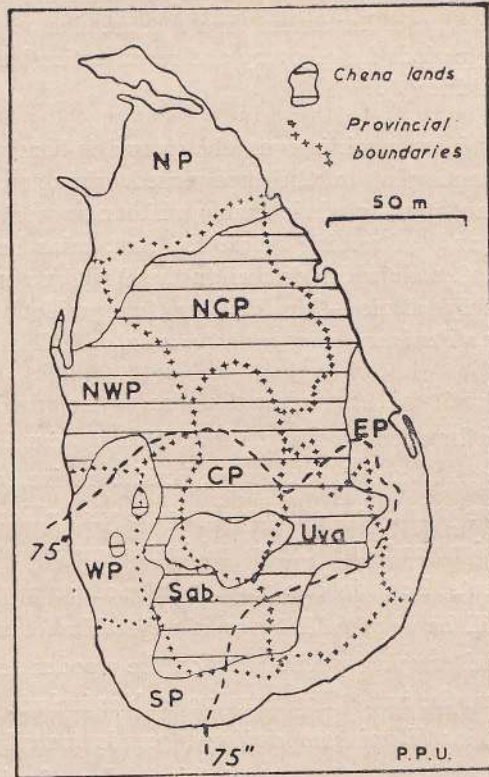 Chena lands
Provincial
boundaries
50 m
NP
NCP
NWP
EP
CP
Uva
75"
WP
Sab.
SP
75"
P.P.U.